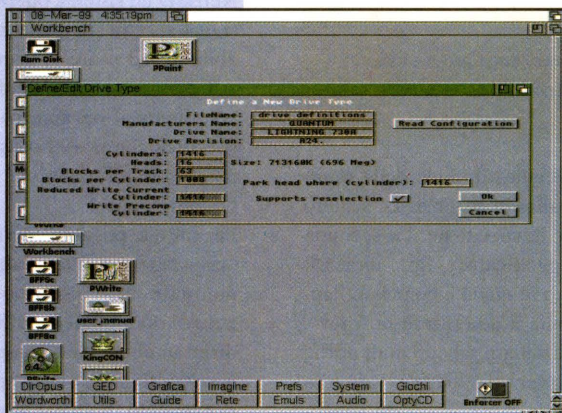 08-Mar-99 4:35:19pm
Workbench
Ram Disk
PPaint
Define/Edit Drive Type
Define a New Drive Type
FileName: drive definitions
Manufacturers Name: QUANTUM
Read Configuration
Drive Name: LIGHTNING 730A
Drive Revision: A24.
Cylinders: 1416
Heads: 16
Size: 713160K (696 Meg)
Blocks per Track: 63
Blocks per Cylinder: 1008
Park head where (cylinder): 1416
Reduced Write Current
Cylinder: 1416
Supports reselection
Ok
Write Precomp
Cylinder: 1416
Cancel
Workbench
BFFSc
PWrite
BFFSb
user_manual
BFFSa
KingCON
DirOpus GED Grafica Imagine Prefs System Giochi
Wordworth Utils Guide Rete Emuls Audio OptyCD
Enforcer OFF